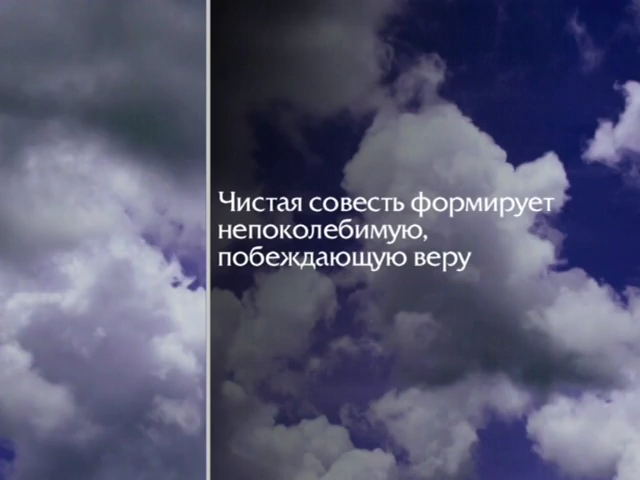 Чистая совесть формирует
непоколебимую,
побеждающую веру